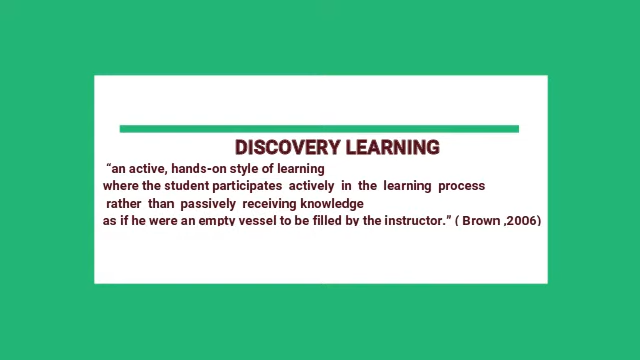 DISCOVERY LEARNING
“an active, hands-on style of learning
where the student participates actively in the learning process
rather than passively receiving knowledge
as if he were an empty vessel to be filled by the instructor.” ( Brown ,2006)